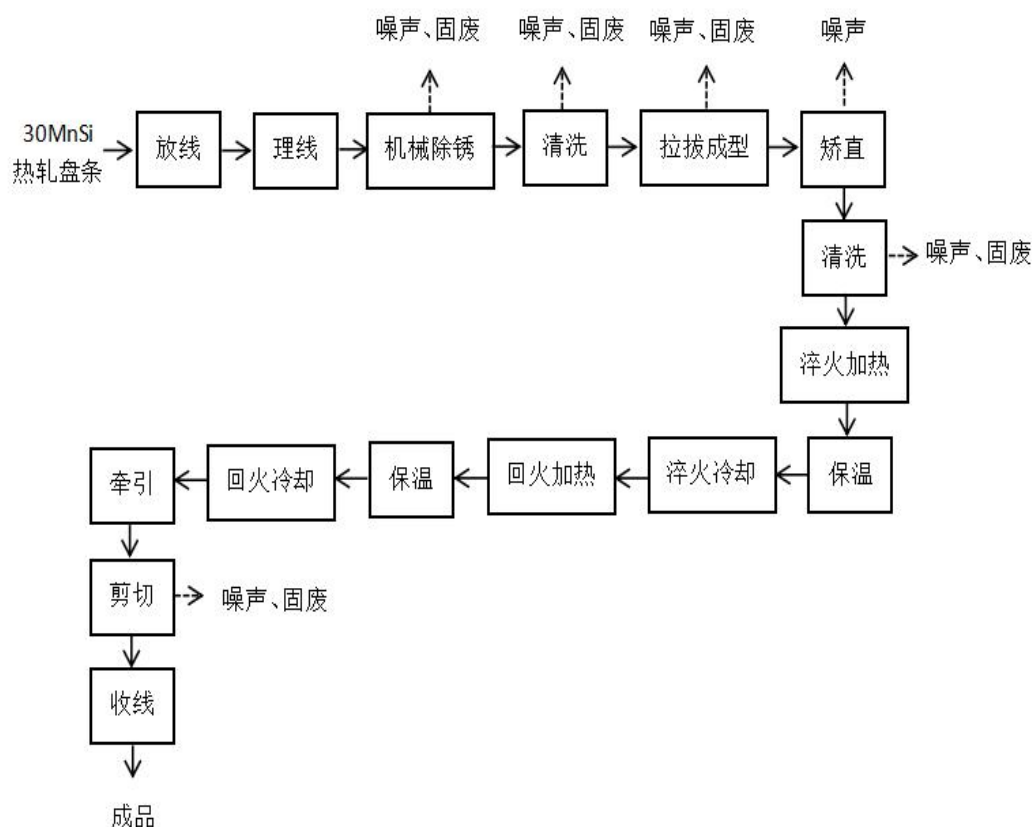 噪声、固废
噪声、固废
噪声、固废
噪声
30MnSi
热轧盘条
放线
理线
机械除锈
清洗
拉拔成型
矫直
清洗
噪声、固废
淬火加热
保温
淬火冷却
回火加热
保温
回火冷却
牵引
剪切
噪声、固废
收线
成品